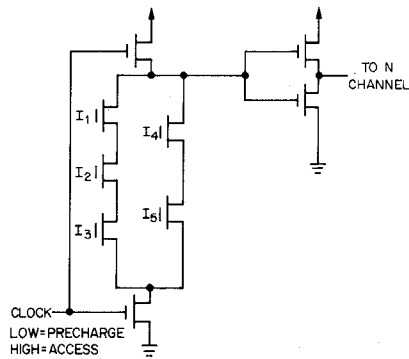 TO N
CHANNEL
I1
I4
I2
I5
I3
CLOCK
LOW=PRECHARGE
HIGH=ACCESS